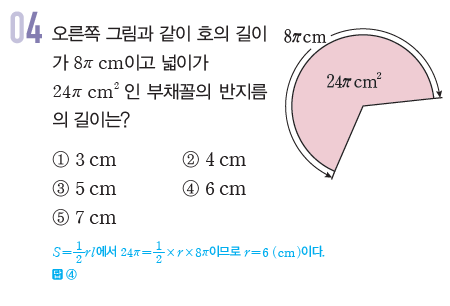 04 오른쪽 그림과 같이 호의 길이
가 8π cm이고 넓이가
24π cm² 인 부채꼴의 반지름
의 길이는?
① 3 cm ② 4 cm
③ 5 cm ④ 6 cm
⑤ 7 cm
8πcm
24π cm²
S=1/2rl에서 24π=1/2×r×8π이므로 r=6 (cm)이다.
답 ④